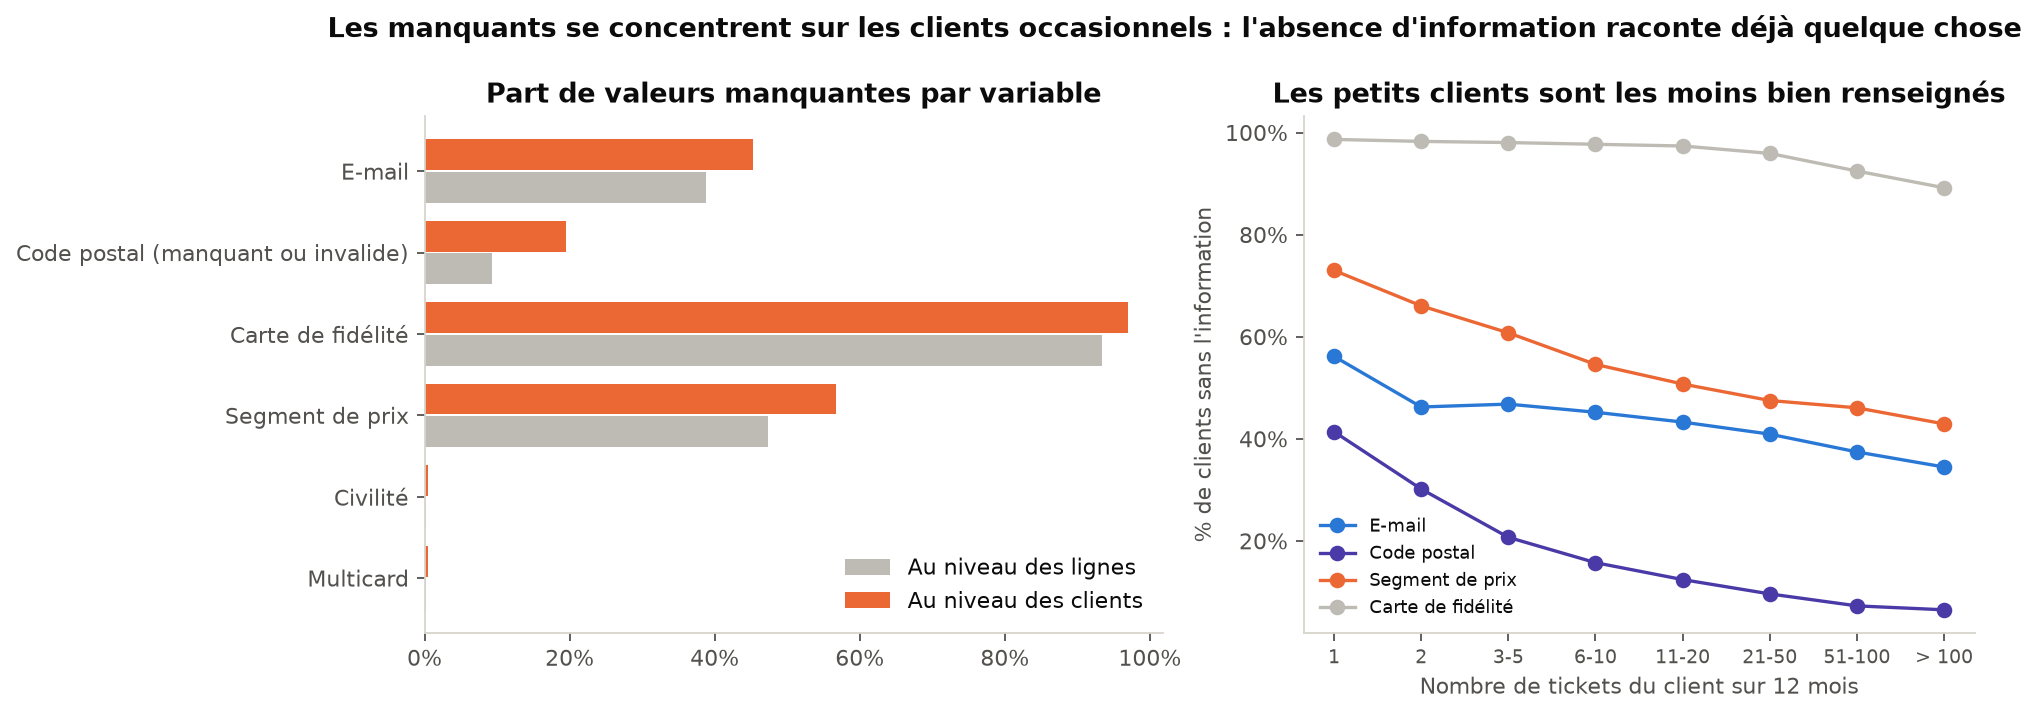 Les manquants se concentrent sur les clients occasionnels : l'absence d'information raconte déjà quelque chose
Part de valeurs manquantes par variable
E-mail
Code postal (manquant ou invalide)
Carte de fidélité
Segment de prix
Civilité
Multicard
Au niveau des lignes
Au niveau des clients
0%
20%
40%
60%
80%
100%
Les petits clients sont les moins bien renseignés
% de clients sans l'information
100%
80%
60%
40%
20%
E-mail
Code postal
Segment de prix
Carte de fidélité
1
2
3-5
6-10
11-20
21-50
51-100
> 100
Nombre de tickets du client sur 12 mois